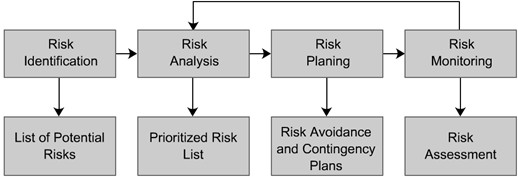 Risk
Identification
Risk
Analysis
Risk
Planing
Risk
Monitoring
List of Potential
Risks
Prioritized Risk
List
Risk Avoidance
and Contingency
Plans
Risk
Assessment